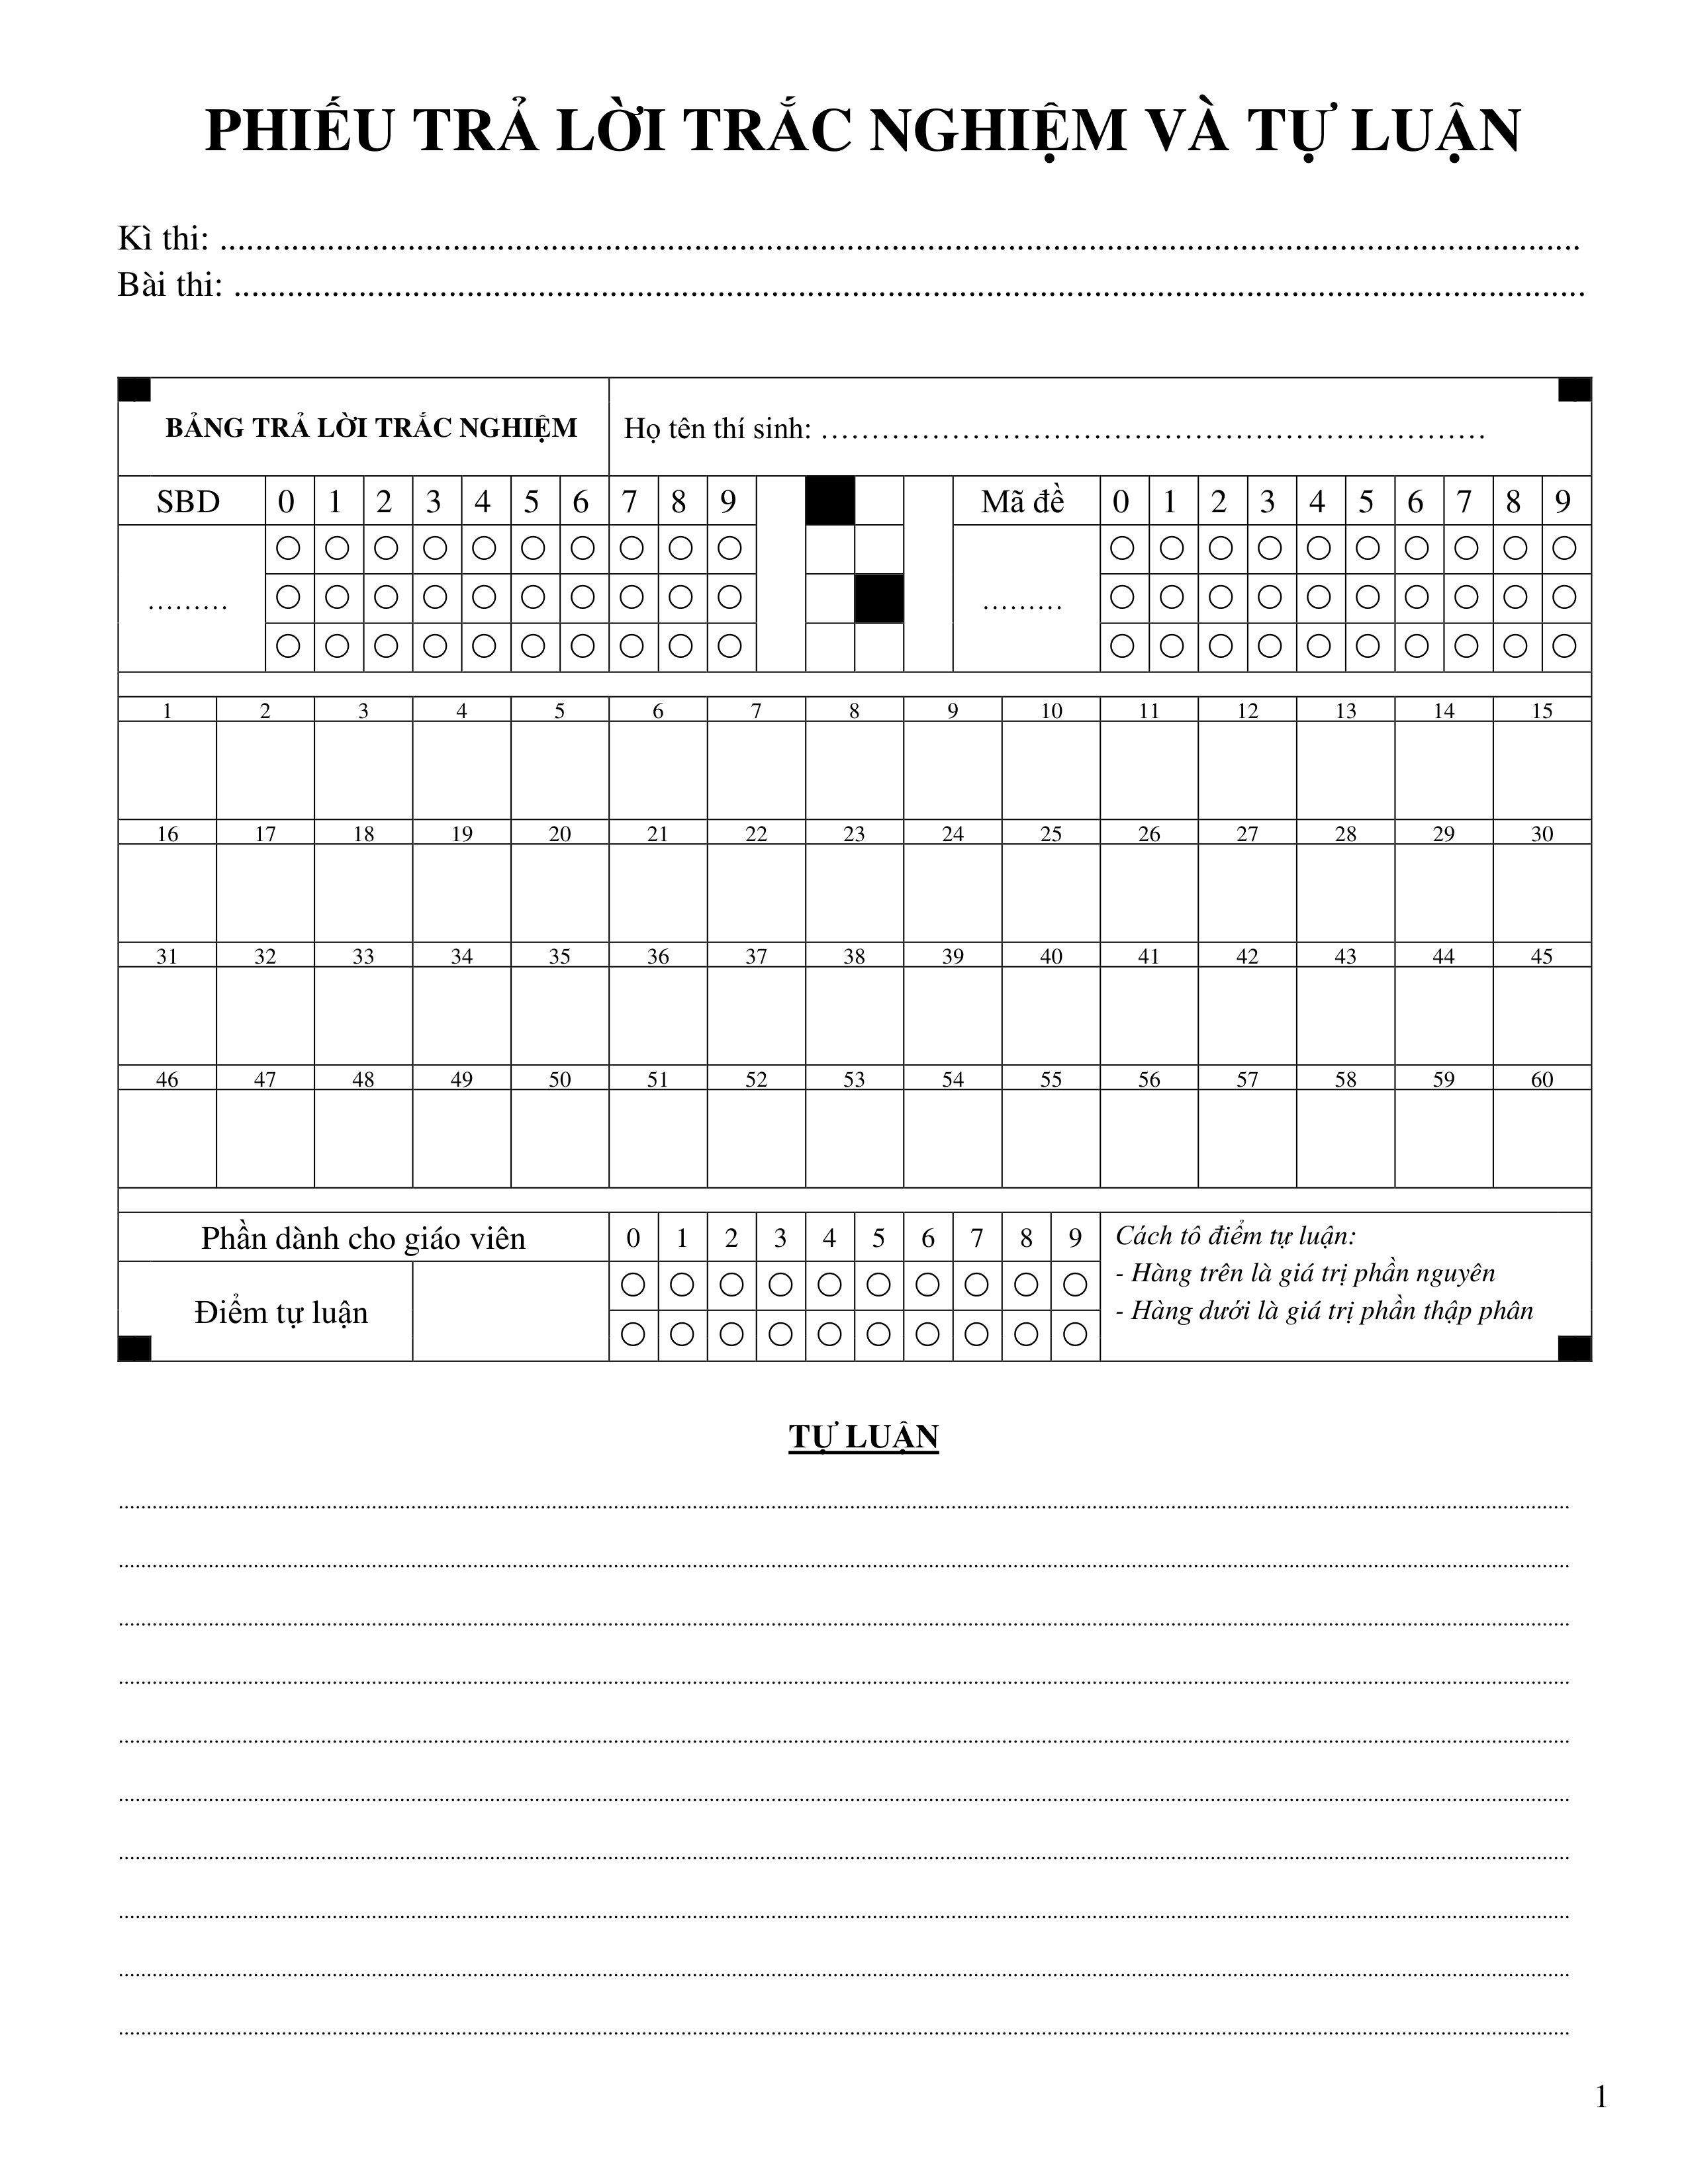 PHIẾU TRẢ LỜI TRẮC NGHIỆM VÀ TỰ LUẬN
Kì thi: ..........................................................................................................................................................
Bài thi: ........................................................................................................................................................
BẢNG TRẢ LỜI TRẮC NGHIỆM Họ tên thí sinh: ………………………………………………………
SBD 0 1 2 3 4 5 6 7 8 9 Mã đề 0 1 2 3 4 5 6 7 8 9
……… ………
1 2 3 4 5 6 7 8 9 10 11 12 13 14 15
16 17 18 19 20 21 22 23 24 25 26 27 28 29 30
31 32 33 34 35 36 37 38 39 40 41 42 43 44 45
46 47 48 49 50 51 52 53 54 55 56 57 58 59 60
Phần dành cho giáo viên 0 1 2 3 4 5 6 7 8 9 Cách tô điểm tự luận:
- Hàng trên là giá trị phần nguyên
Điểm tự luận - Hàng dưới là giá trị phần thập phân
TỰ LUẬN
1